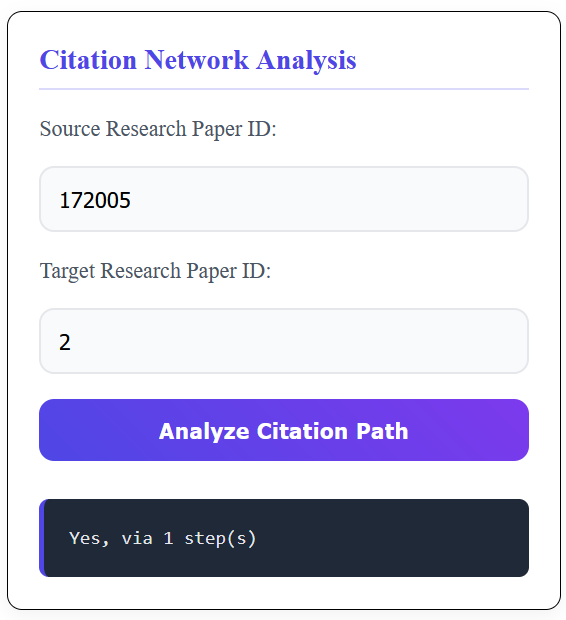 Citation Network Analysis
Source Research Paper ID:
172005
Target Research Paper ID:
2
Analyze Citation Path
Yes, via 1 step(s)